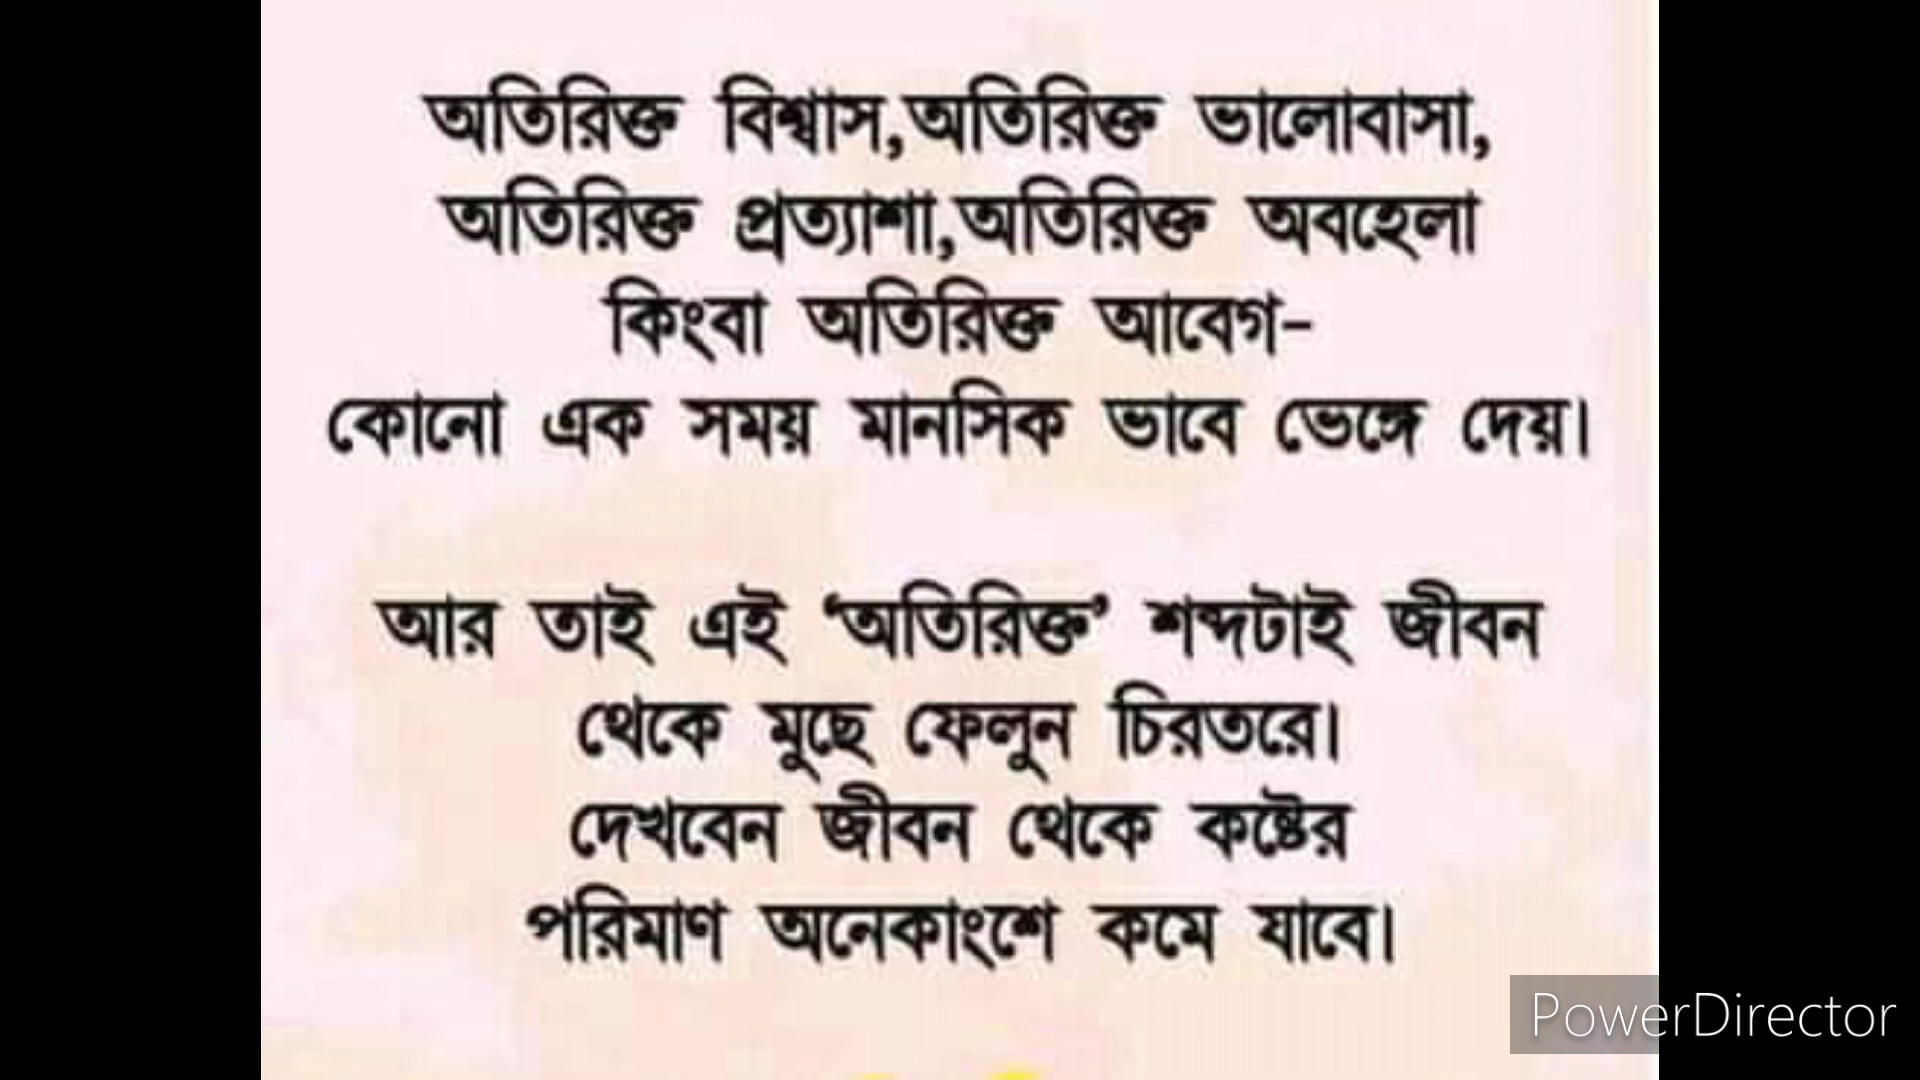 অতিরিক্ত বিশ্বাস,অতিরিক্ত ভালোবাসা,
অতিরিক্ত প্রত্যাশা,অতিরিক্ত অবহেলা
কিংবা অতিরিক্ত আবেগ-
কোনো এক সময় মানসিক ভাবে ভেঙ্গে দেয়।
আর তাই এই ‘অতিরিক্ত’ শব্দটাই জীবন
থেকে মুছে ফেলুন চিরতরে।
দেখবেন জীবন থেকে কষ্টের
পরিমাণ অনেকাংশে কমে যাবে।
PowerDirector